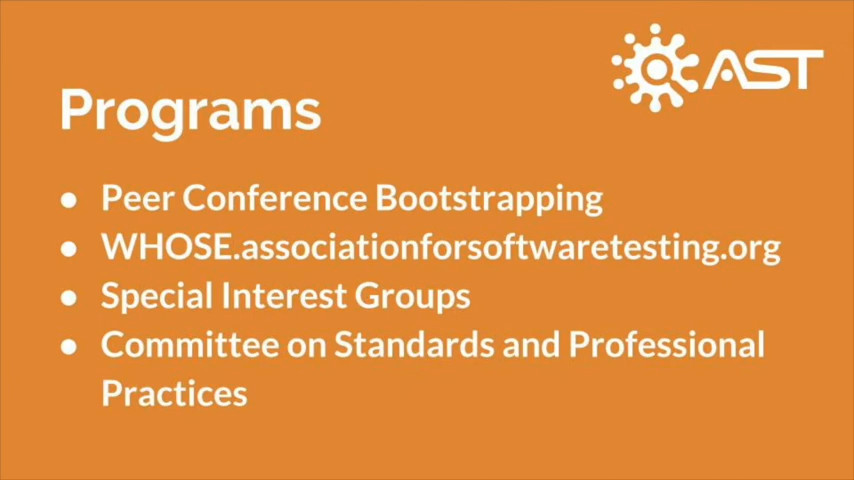 AST
Programs
● Peer Conference Bootstrapping
● WHOSE.associationforsoftwaretesting.org
● Special Interest Groups
● Committee on Standards and Professional
Practices